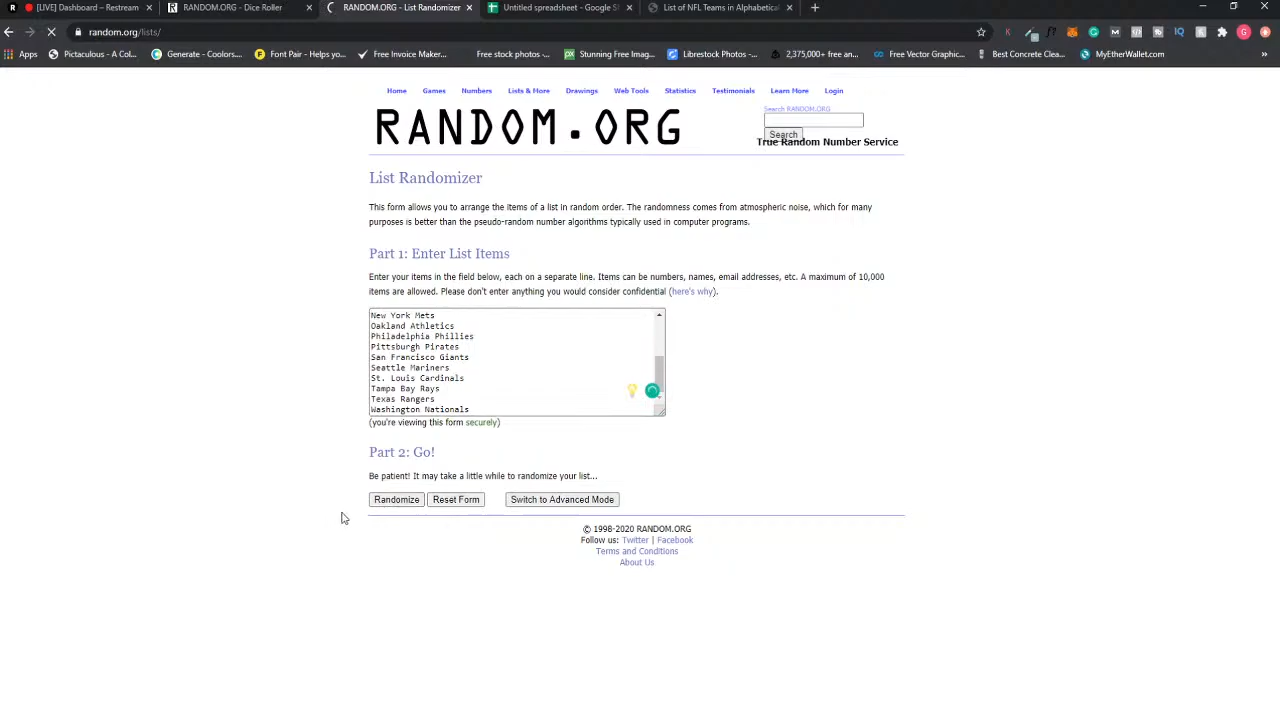 [LIVE] Dashboard – Restream
RANDOM.ORG - Dice Roller
RANDOM.ORG - List Randomizer
Untitled spreadsheet - Google S
List of NFL Teams in Alphabetical
random.org/lists/
Apps
Pictaculous - A Col...
Generate - Coolors...
Font Pair - Helps yo...
Free Invoice Maker...
Free stock photos -...
Stunning Free Imag...
Librestock Photos -...
2,375,000+ free an...
Free Vector Graphic...
Best Concrete Clea...
MyEtherWallet.com
Home
Games
Numbers
Lists & More
Drawings
Web Tools
Statistics
Testimonials
Learn More
Login
RANDOM.ORG
Search RANDOM.ORG
Search
True Random Number Service
List Randomizer
This form allows you to arrange the items of a list in random order. The randomness comes from atmospheric noise, which for many
purposes is better than the pseudo-random number algorithms typically used in computer programs.
Part 1: Enter List Items
Enter your items in the field below, each on a separate line. Items can be numbers, names, email addresses, etc. A maximum of 10,000
items are allowed. Please don't enter anything you would consider confidential (here's why).
New York Mets
Oakland Athletics
Philadelphia Phillies
Pittsburgh Pirates
San Francisco Giants
Seattle Mariners
St. Louis Cardinals
Tampa Bay Rays
Texas Rangers
Washington Nationals
(you're viewing this form securely)
Part 2: Go!
Be patient! It may take a little while to randomize your list...
Randomize
Reset Form
Switch to Advanced Mode
© 1998-2020 RANDOM.ORG
Follow us: Twitter | Facebook
Terms and Conditions
About Us